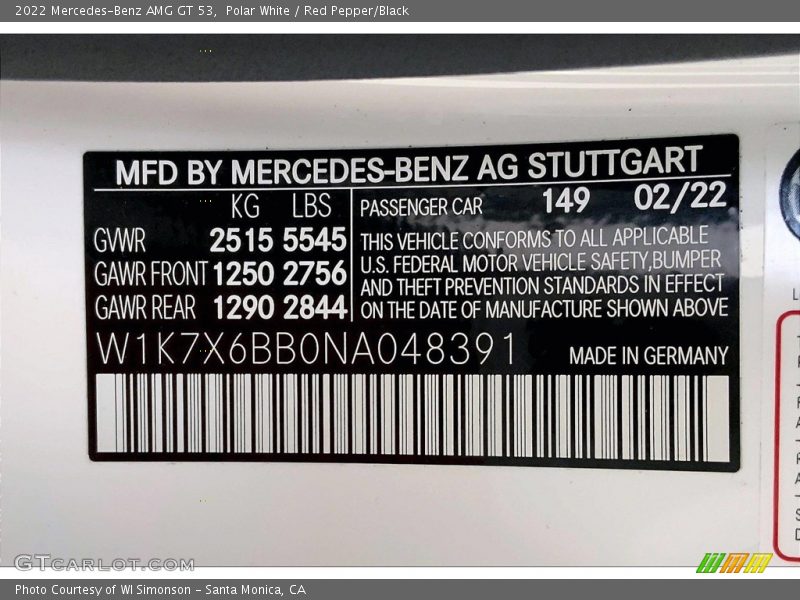 2022 Mercedes-Benz AMG GT 53,  Polar White / Red Pepper/Black
MFD BY MERCEDES-BENZ AG STUTTGART
KG LBS
GVWR 2515 5545
GAWR FRONT 1250 2756
GAWR REAR 1290 2844
PASSENGER CAR 149 02/22
THIS VEHICLE CONFORMS TO ALL APPLICABLE
U.S. FEDERAL MOTOR VEHICLE SAFETY,BUMPER
AND THEFT PREVENTION STANDARDS IN EFFECT
ON THE DATE OF MANUFACTURE SHOWN ABOVE
W1K7X6BB0NA048391 MADE IN GERMANY
GTCARLOT.COM
Photo Courtesy of WI Simonson - Santa Monica, CA